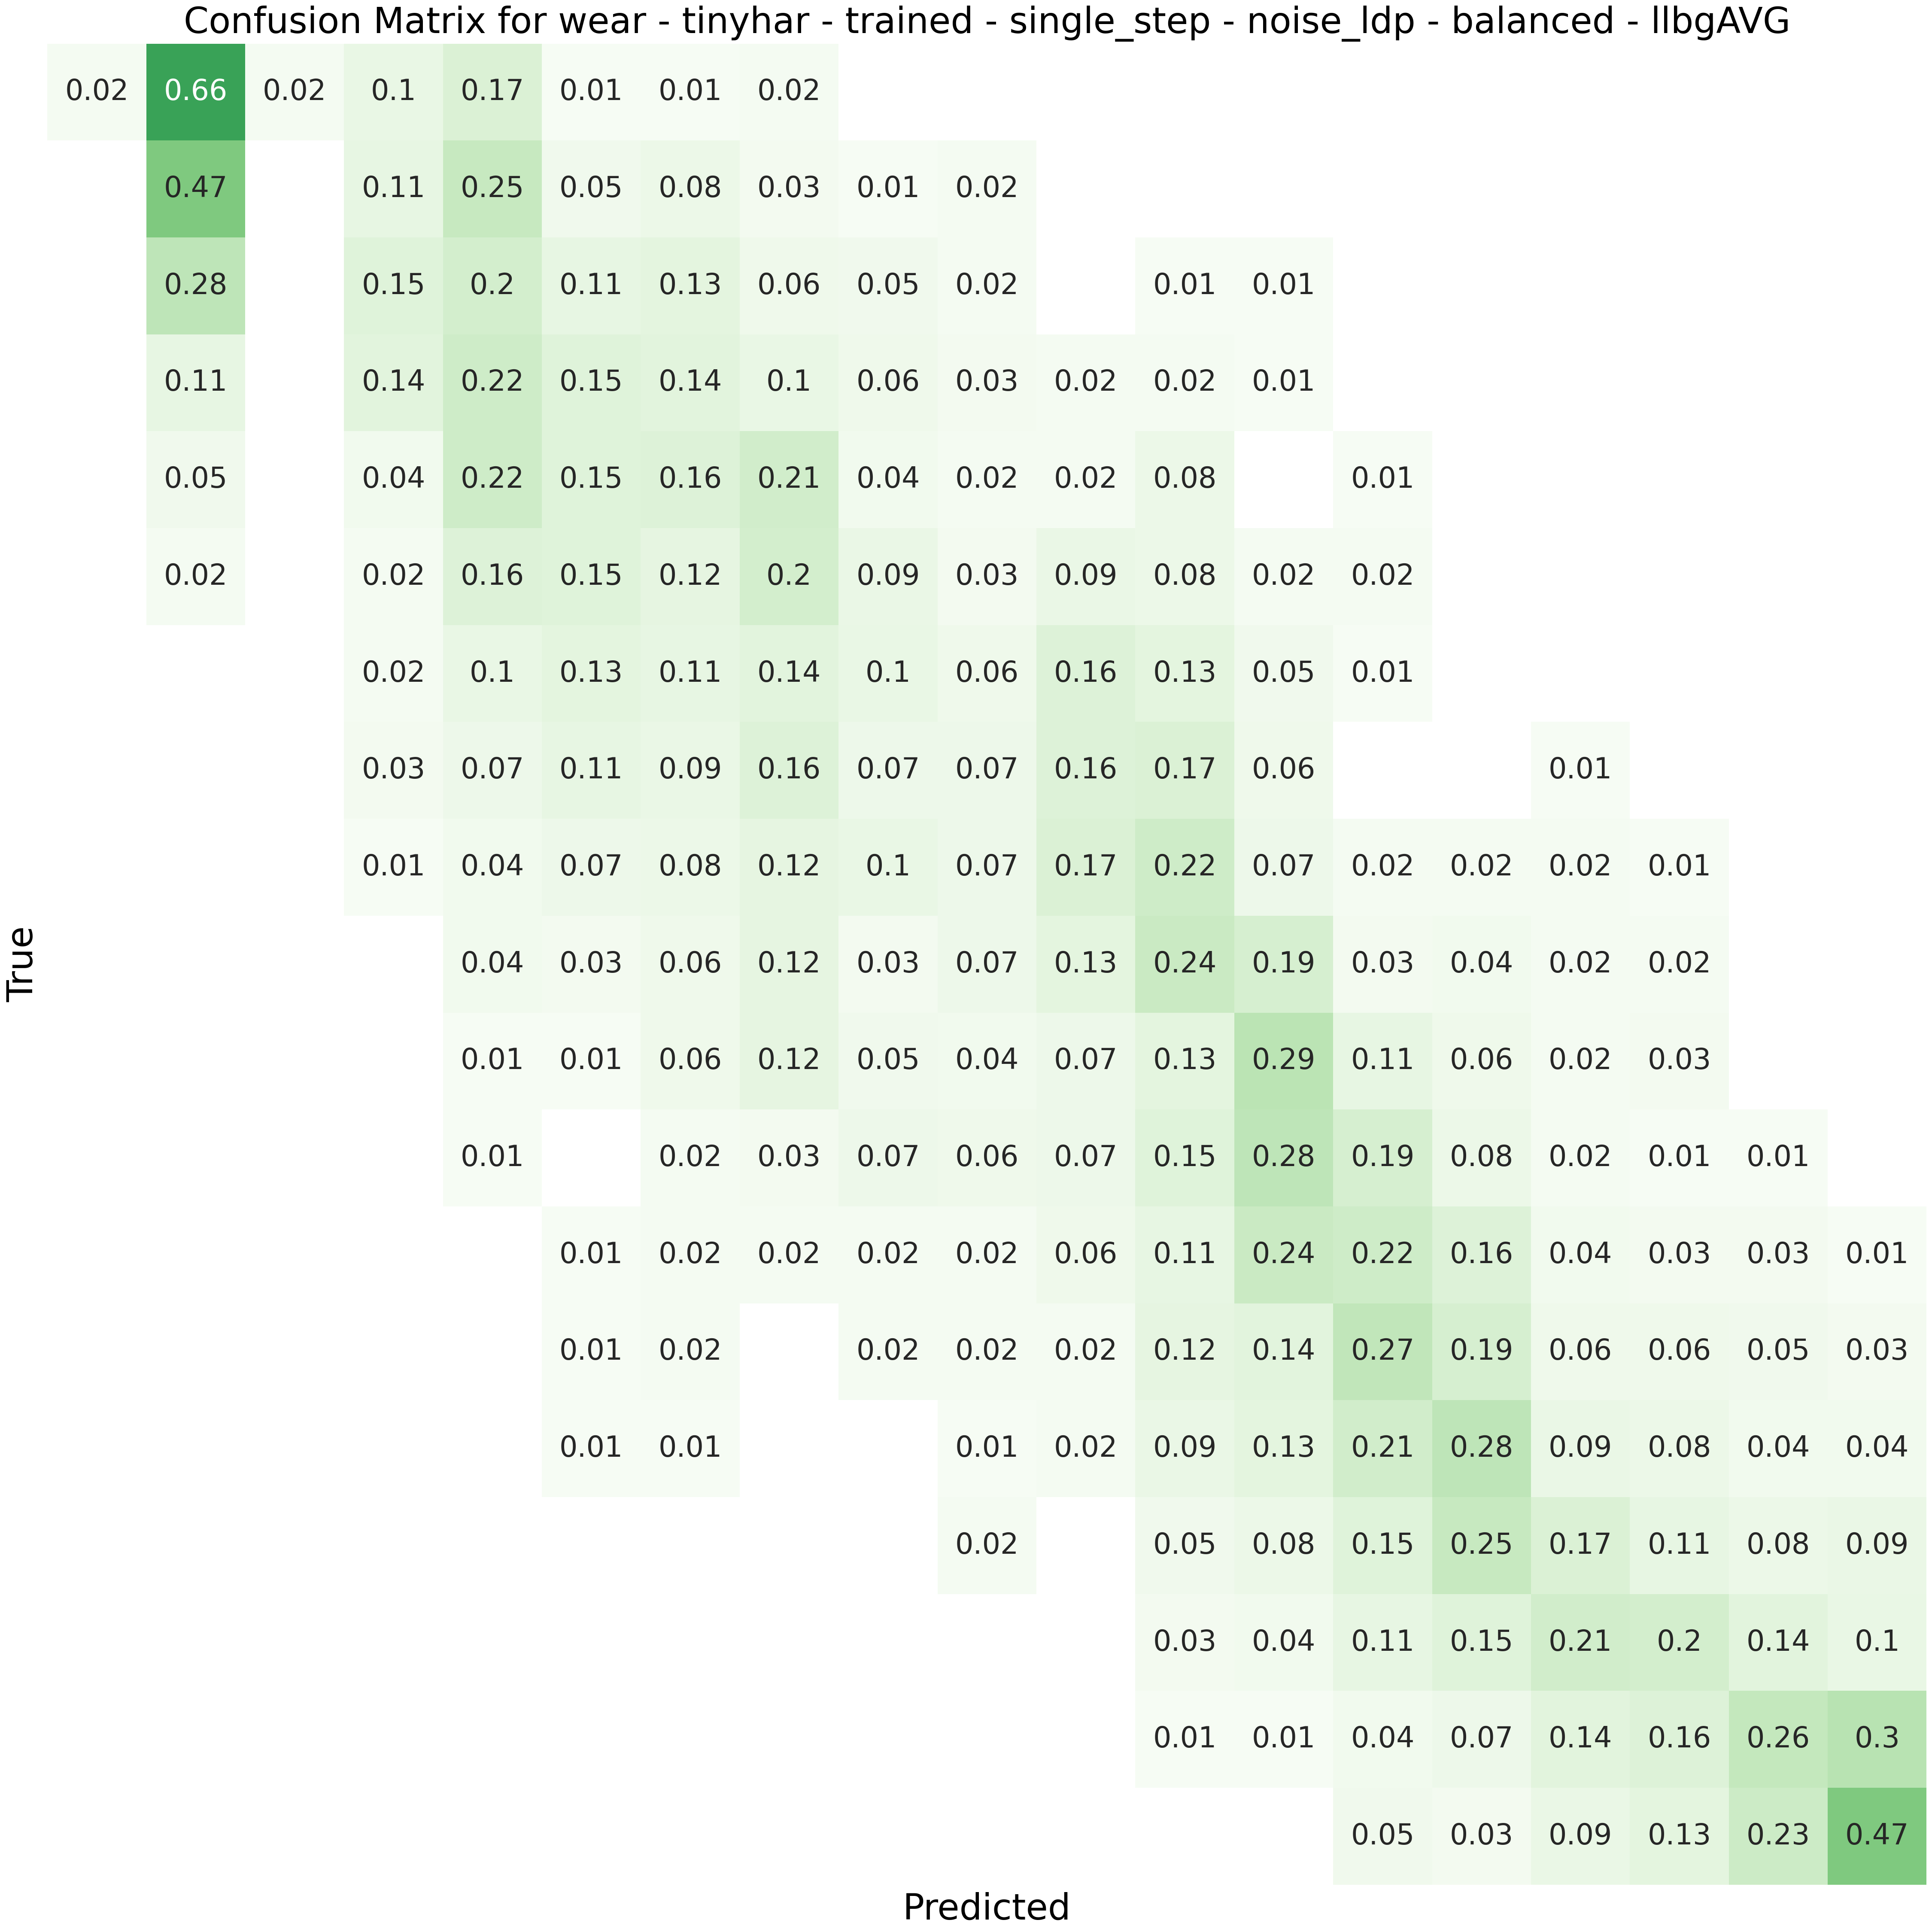 Confusion Matrix for wear - tinyhar - trained - single_step - noise_ldp - balanced - llbgAVG
0.02 0.66 0.02 0.1 0.17 0.01 0.01 0.02
0.47 0.11 0.25 0.05 0.08 0.03 0.01 0.02
0.28 0.15 0.2 0.11 0.13 0.06 0.05 0.02 0.01 0.01
0.11 0.14 0.22 0.15 0.14 0.1 0.06 0.03 0.02 0.02 0.01
0.05 0.04 0.22 0.15 0.16 0.21 0.04 0.02 0.02 0.08 0.01
0.02 0.02 0.16 0.15 0.12 0.2 0.09 0.03 0.09 0.08 0.02 0.02
0.02 0.1 0.13 0.11 0.14 0.1 0.06 0.16 0.13 0.05 0.01
0.03 0.07 0.11 0.09 0.16 0.07 0.07 0.16 0.17 0.06 0.01
0.01 0.04 0.07 0.08 0.12 0.1 0.07 0.17 0.22 0.07 0.02 0.02 0.02 0.01
True
0.04 0.03 0.06 0.12 0.03 0.07 0.13 0.24 0.19 0.03 0.04 0.02 0.02
0.01 0.01 0.06 0.12 0.05 0.04 0.07 0.13 0.29 0.11 0.06 0.02 0.03
0.01 0.02 0.03 0.07 0.06 0.07 0.15 0.28 0.19 0.08 0.02 0.01 0.01
0.01 0.02 0.02 0.02 0.02 0.06 0.11 0.24 0.22 0.16 0.04 0.03 0.03 0.01
0.01 0.02 0.02 0.02 0.02 0.12 0.14 0.27 0.19 0.06 0.06 0.05 0.03
0.01 0.01 0.01 0.02 0.09 0.13 0.21 0.28 0.09 0.08 0.04 0.04
0.02 0.05 0.08 0.15 0.25 0.17 0.11 0.08 0.09
0.03 0.04 0.11 0.15 0.21 0.2 0.14 0.1
0.01 0.01 0.04 0.07 0.14 0.16 0.26 0.3
0.05 0.03 0.09 0.13 0.23 0.47
Predicted